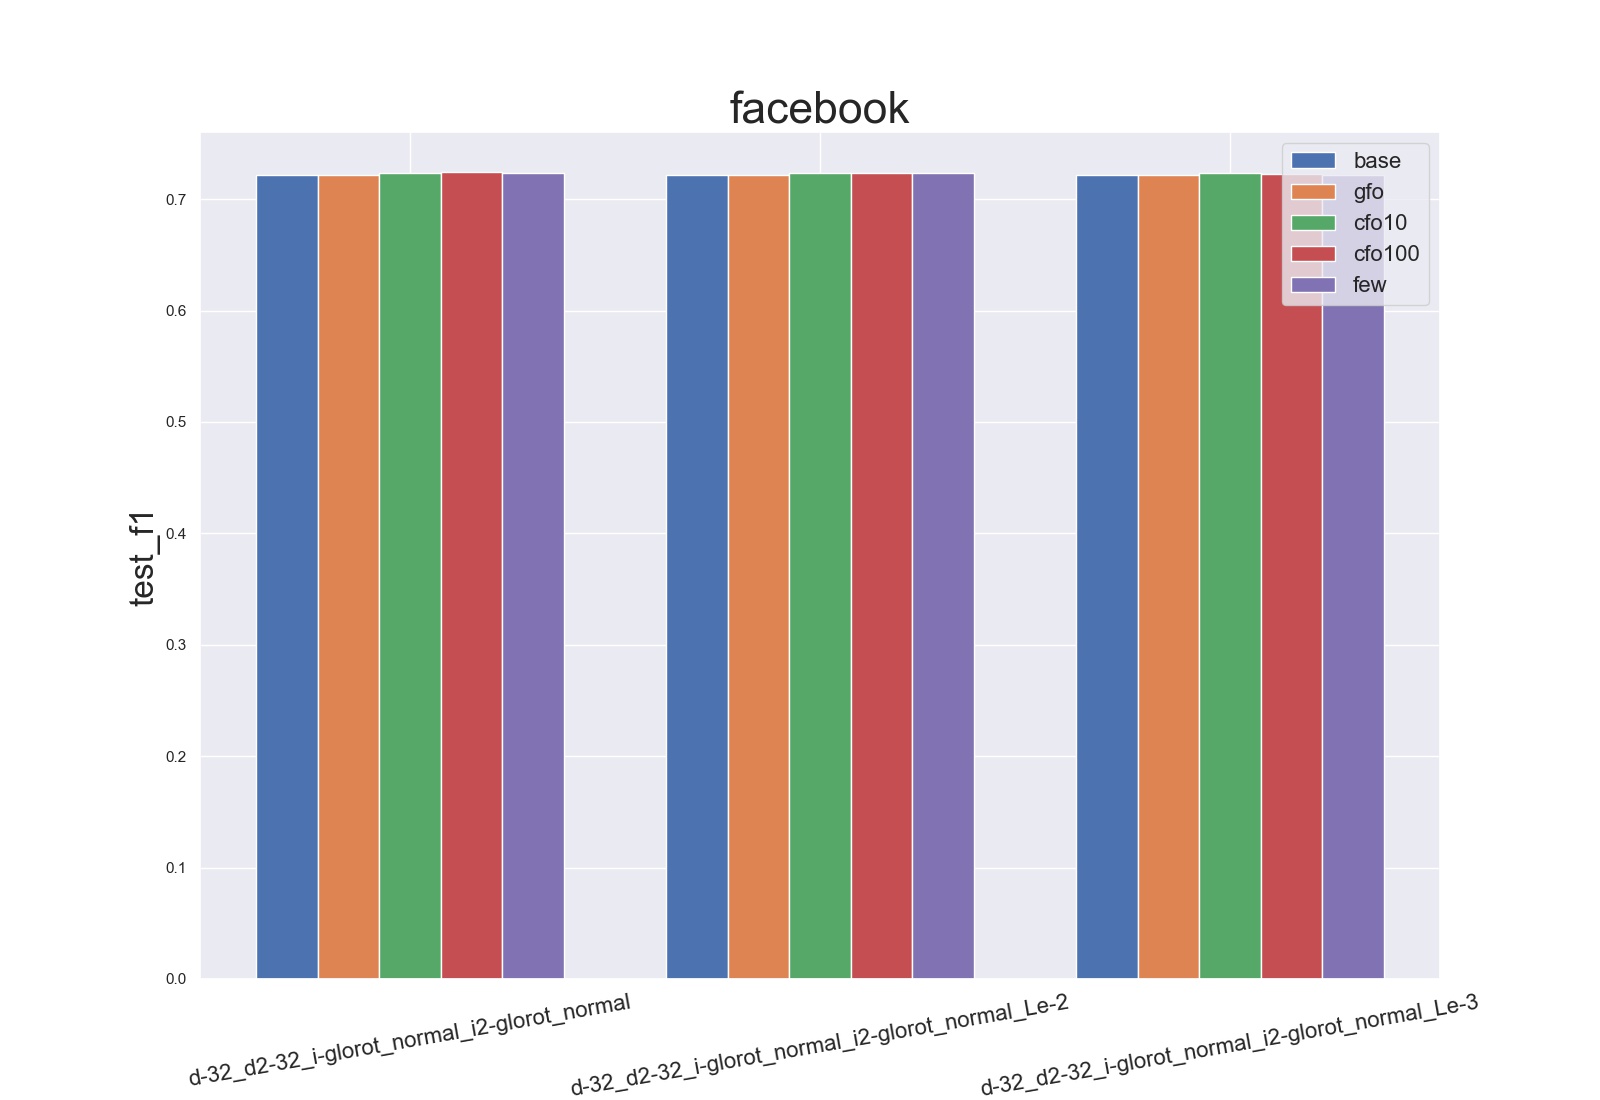 facebook
base
gfo
cfo10
cfo100
few
test_f1
0.7
0.6
0.5
0.4
0.3
0.2
0.1
0.0
d-32_d2-32_i-glorot_normal_i2-glorot_normal
d-32_d2-32_i-glorot_normal_i2-glorot_normal_Le-2
d-32_d2-32_i-glorot_normal_i2-glorot_normal_Le-3